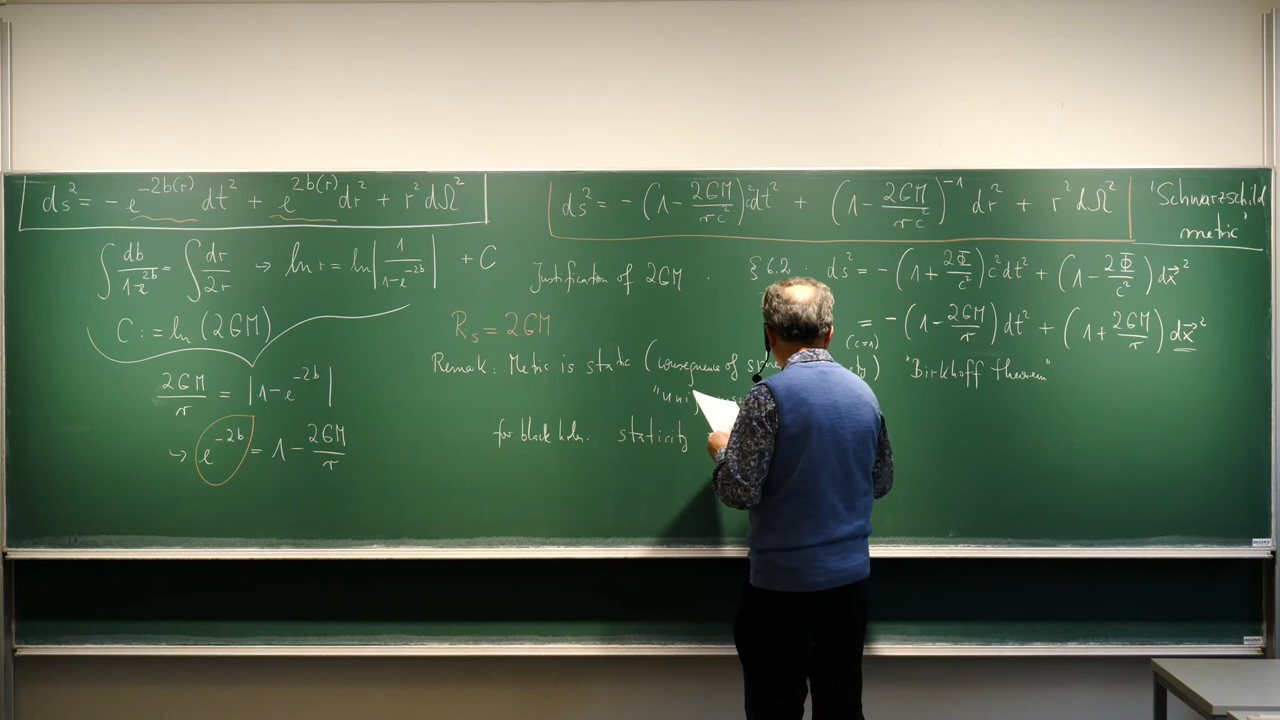 ds² = - e^{-2b(r)} dt² + e^{2b(r)} dr² + r² dΩ²
∫ db/(1-e^{-2b}) = ∫ dr/2r → ln r = ln |1/(1-e^{-2b})| + C
C := ln (2GM)
2GM/r = |1-e^{-2b}|
↪ e^{-2b} = 1 - 2GM/r
ds² = - (1 - 2GM/rc²) c²dt² + (1 - 2GM/rc²)^{-1} dr² + r² dΩ²
'Schwarzschild
metric'
Justification of 2GM . § 6.2 . ds² = - (1 + 2Φ/c²) c² dt² + (1 - 2Φ/c²) dx⃗²
= - (1 - 2GM/r) dt² + (1 + 2GM/r) dx⃗²
(c=1)
R_s = 2GM
Remark: Metric is static (consequence of ) "Birkhoff theorem"
for black holes: staticity